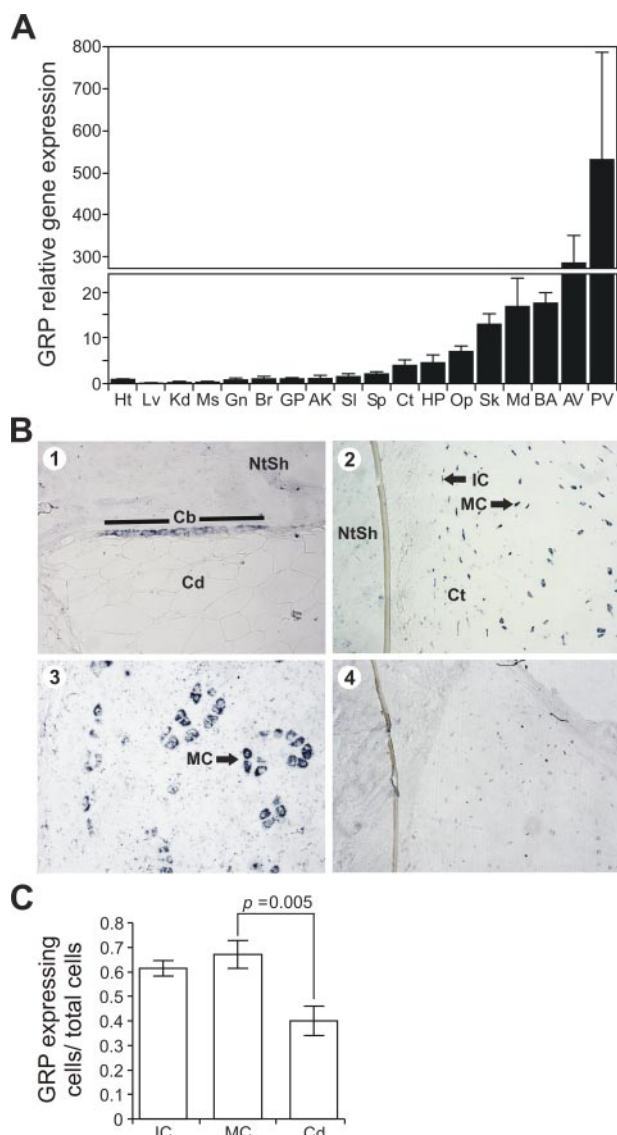 A
GRP relative gene expression
800
700
600
500
400
300
20
10
0
Ht Lv Kd Ms Gn Br GP AK Sl Sp Ct HP Op Sk Md BA AV PV
B
1
NtSh
Cb
Cd
2
IC
MC
NtSh
Ct
3
MC
4
C
p =0.005
GRP expressing
cells/ total cells
0.8
0.7
0.6
0.5
0.4
0.3
0.2
0.1
0
IC MC Cd